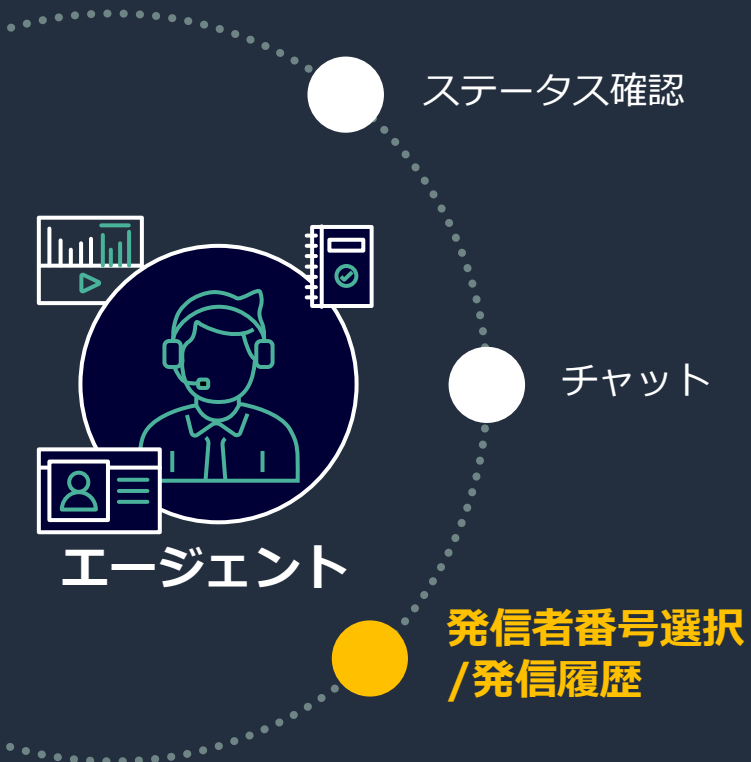 ステータス確認
チャット
エージェント
発信者番号選択
/発信履歴